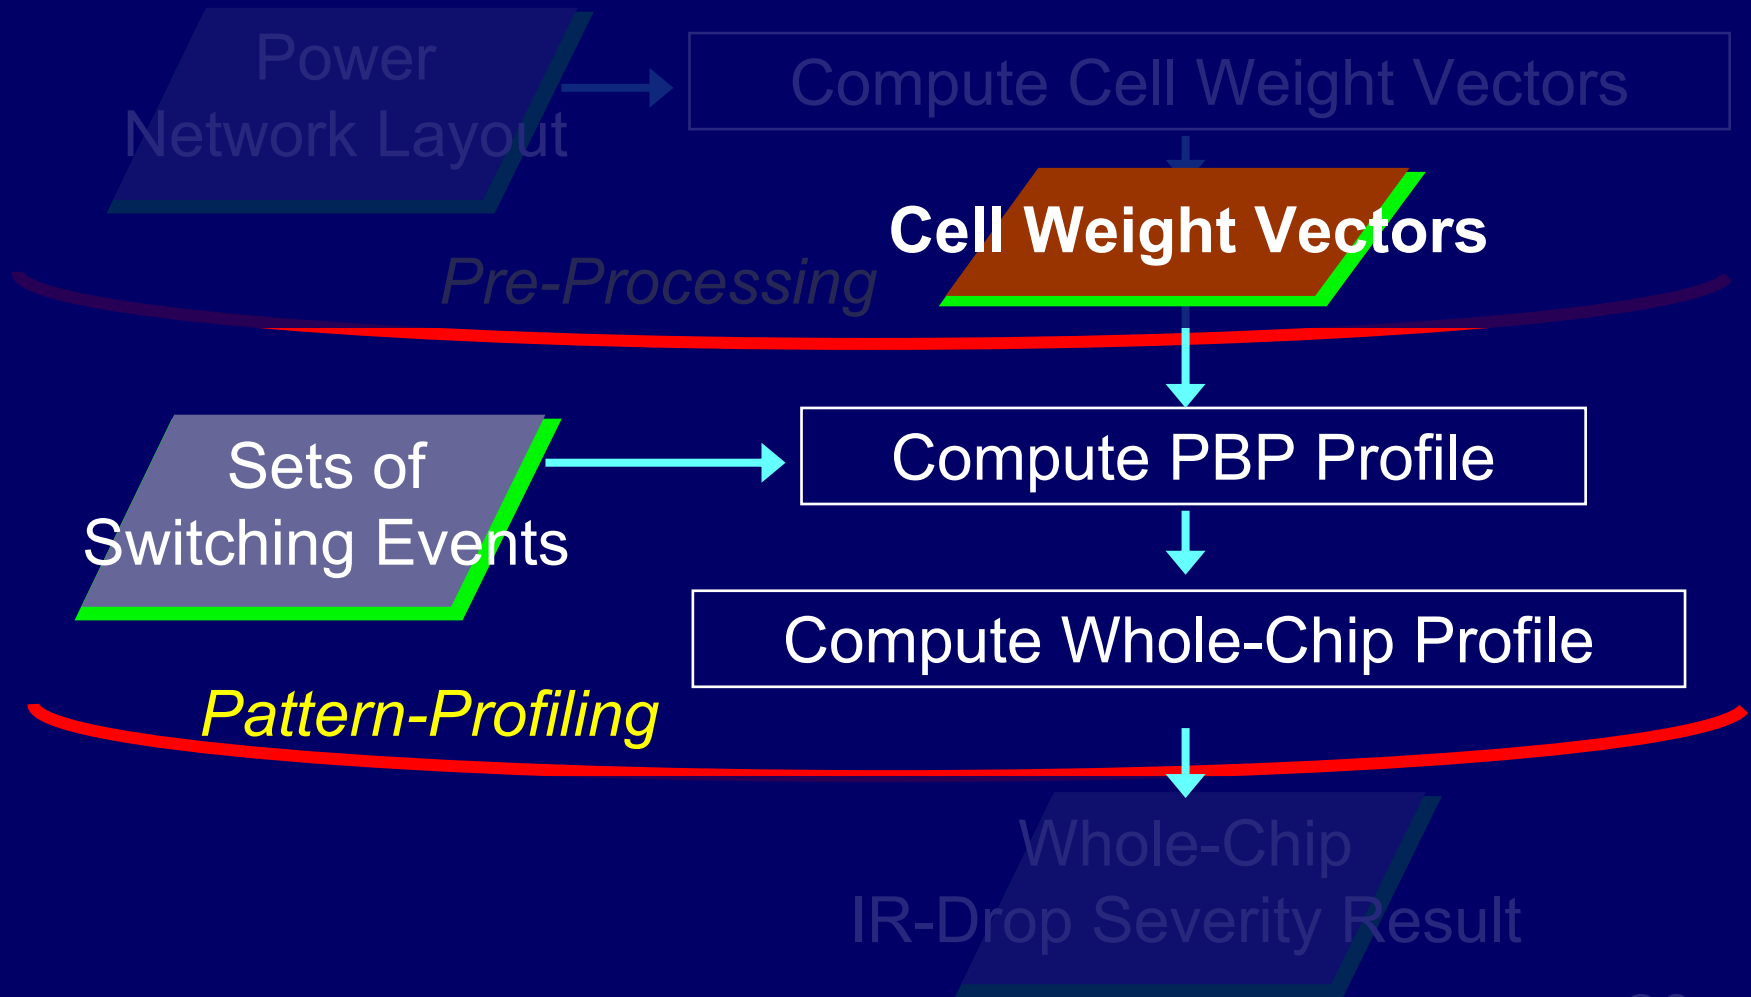 Power
Network Layout
Compute Cell Weight Vectors
Cell Weight Vectors
Pre-Processing
Sets of
Switching Events
Compute PBP Profile
Compute Whole-Chip Profile
Pattern-Profiling
Whole-Chip
IR-Drop Severity Result